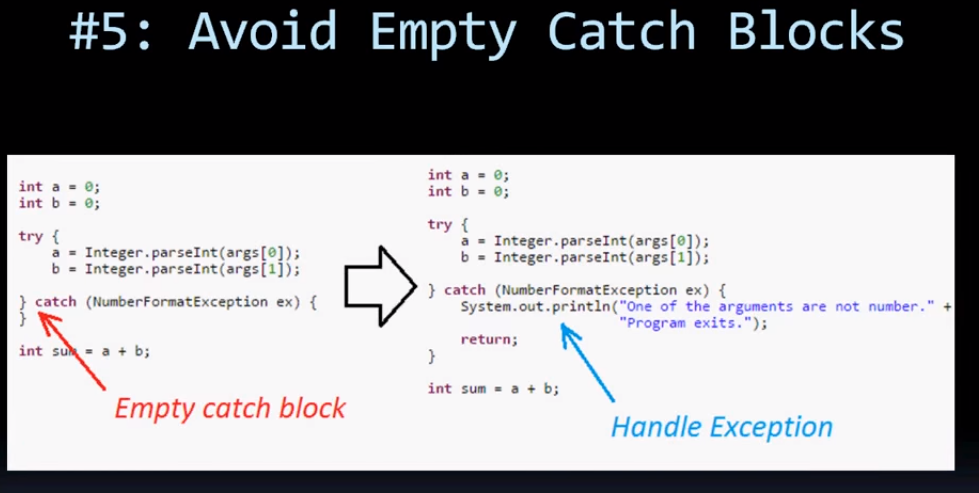 #5: Avoid Empty Catch Blocks
int a = 0;
int b = 0;
try {
a = Integer.parseInt(args[0]);
b = Integer.parseInt(args[1]);
} catch (NumberFormatException ex) {
}
int sum = a + b;
Empty catch block
int a = 0;
int b = 0;
try {
a = Integer.parseInt(args[0]);
b = Integer.parseInt(args[1]);
} catch (NumberFormatException ex) {
System.out.println("One of the arguments are not number." +
"Program exits.");
return;
}
int sum = a + b;
Handle Exception